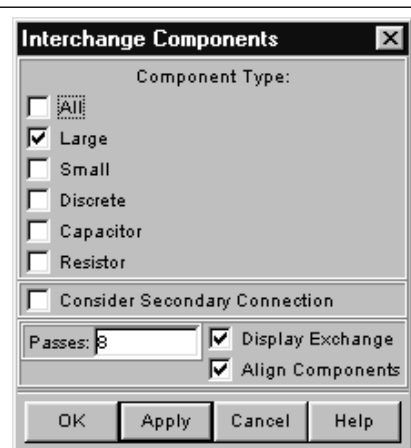 Interchange Components
Component Type:
All
Large
Small
Discrete
Capacitor
Resistor
Consider Secondary Connection
Passes: 8
Display Exchange
Align Components
OK Apply Cancel Help